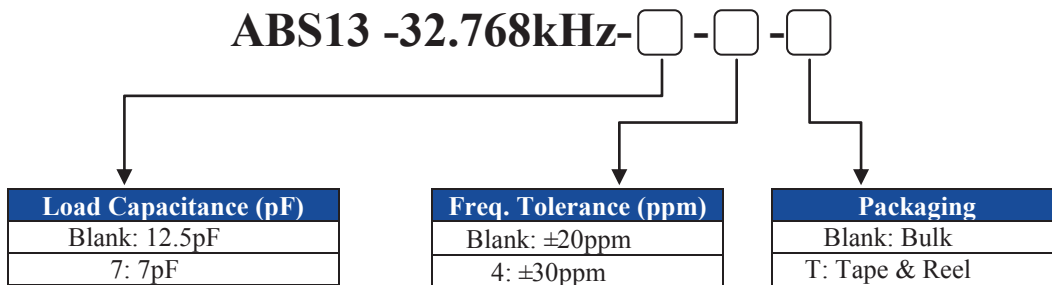 ABS13 -32.768kHz- - -
Load Capacitance (pF)
Blank: 12.5pF
7: 7pF
Freq. Tolerance (ppm)
Blank: ±20ppm
4: ±30ppm
Packaging
Blank: Bulk
T: Tape & Reel